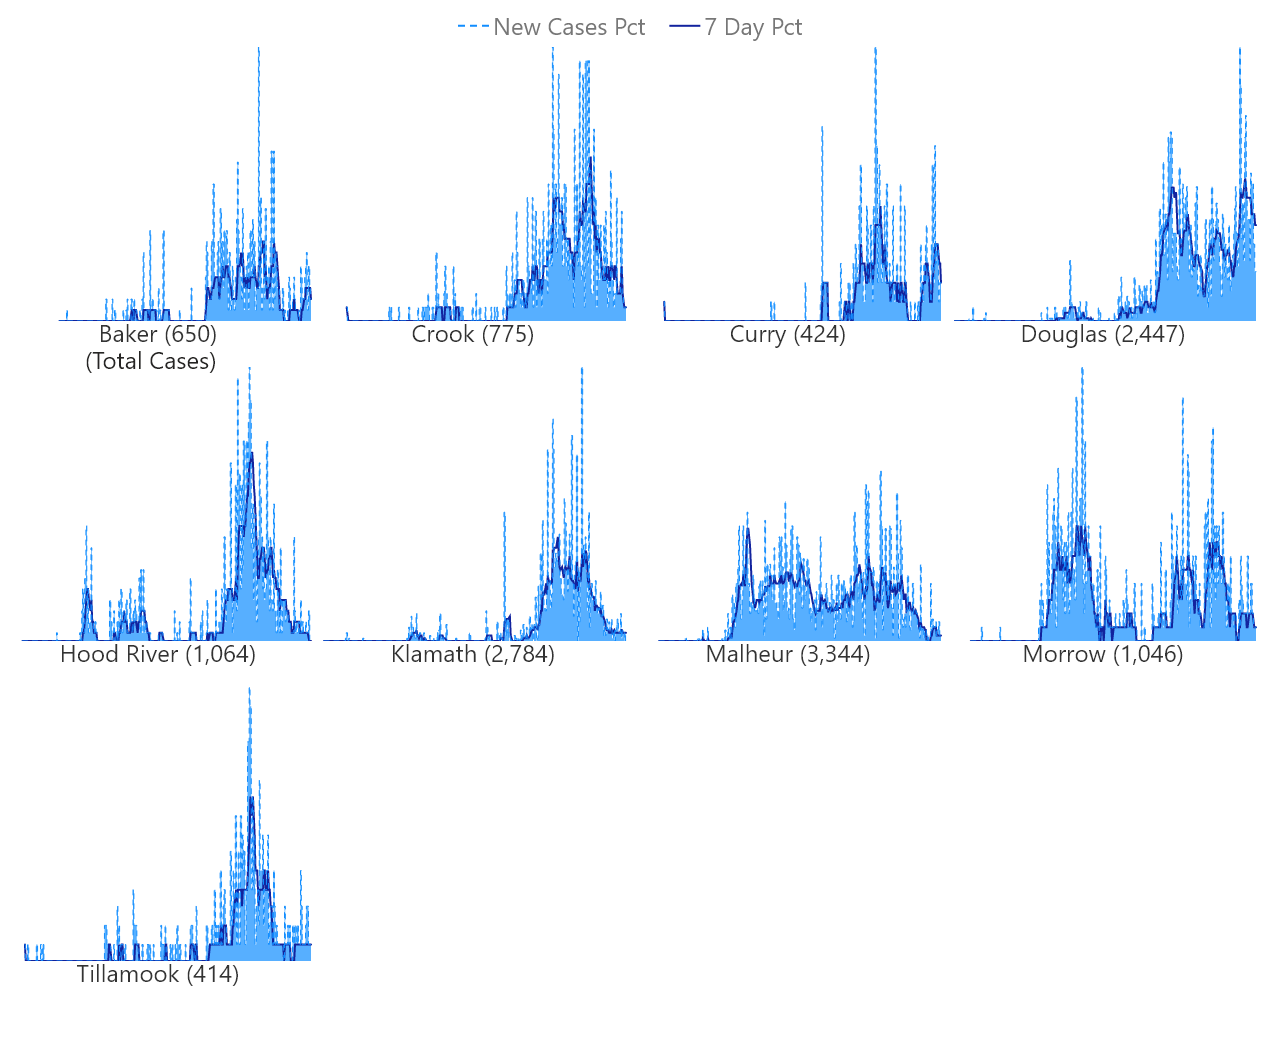 New Cases Pct 7 Day Pct
Baker (650)
(Total Cases)
Crook (775)
Curry (424)
Douglas (2,447)
Hood River (1,064)
Klamath (2,784)
Malheur (3,344)
Morrow (1,046)
Tillamook (414)